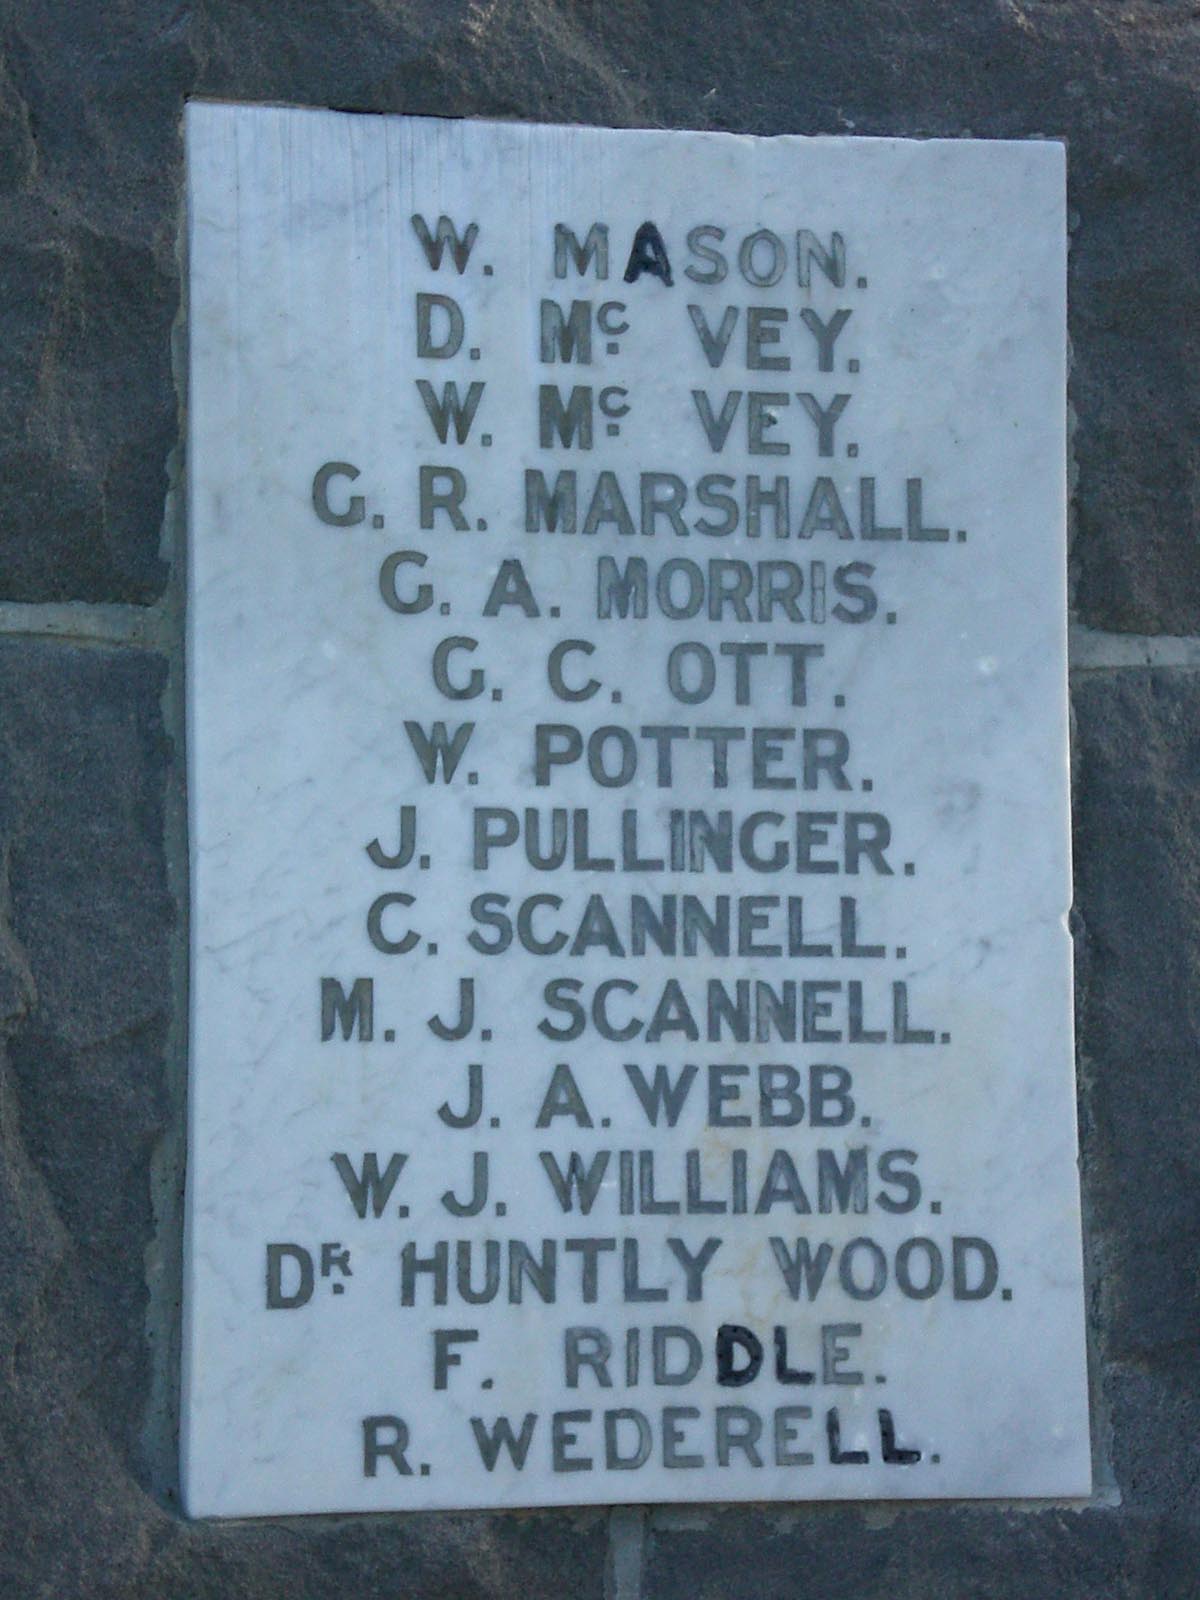 W. MASON.
D. Mc. VEY.
W. Mc. VEY.
G. R. MARSHALL.
G. A. MORRIS.
G. C. OTT.
W. POTTER.
J. PULLINGER.
C. SCANNELL.
M. J. SCANNELL.
J. A. WEBB.
W. J. WILLIAMS.
DR. HUNTLY WOOD.
F. RIDDLE.
R. WEDERELL.